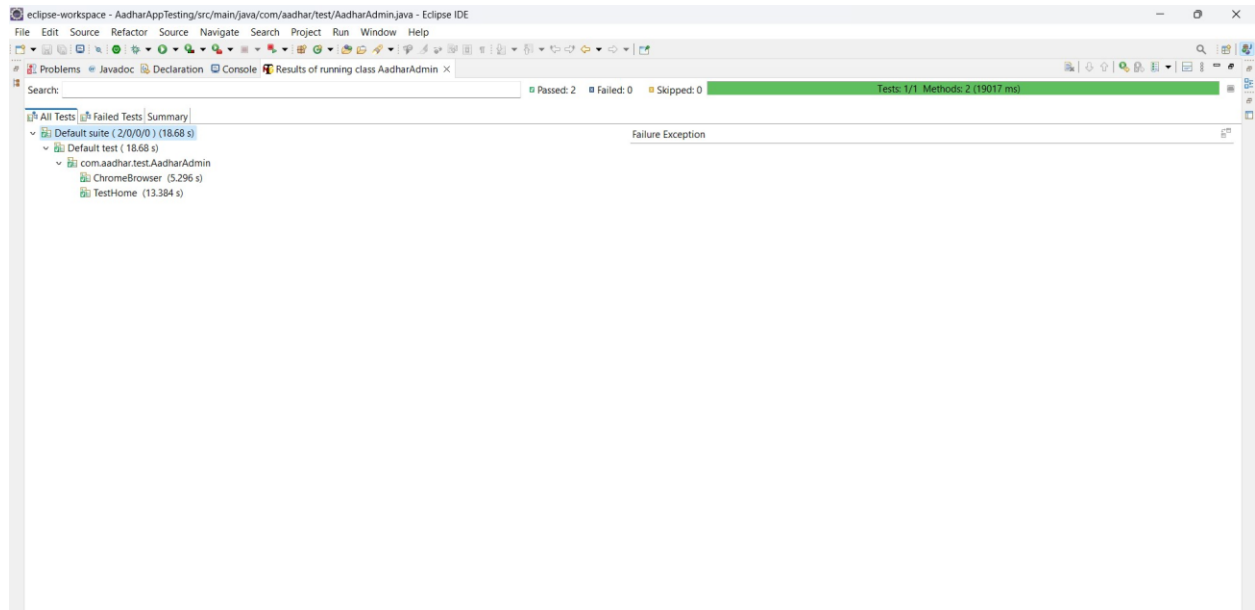 eclipse-workspace - AadharAppTesting/src/main/java/com/aadhar/test/AadharAdmin.java - Eclipse IDE
File Edit Source Refactor Source Navigate Search Project Run Window Help
Problems Javadoc Declaration Console Results of running class AadharAdmin
Search: Passed: 2 Failed: 0 Skipped: 0 Tests: 1/1 Methods: 2 (19017 ms)
All Tests Failed Tests Summary
Default suite ( 2/0/0/0 ) (18.68 s) Failure Exception
Default test ( 18.68 s)
com.aadhar.test.AadharAdmin
ChromeBrowser (5.296 s)
TestHome (13.384 s)